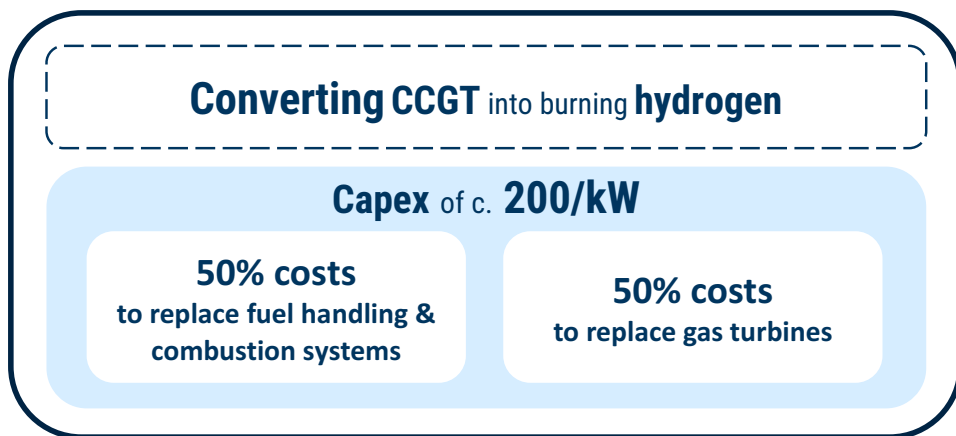 Converting CCGT into burning hydrogen
Capex of c. 200/kW
50% costs
to replace fuel handling &
combustion systems
50% costs
to replace gas turbines